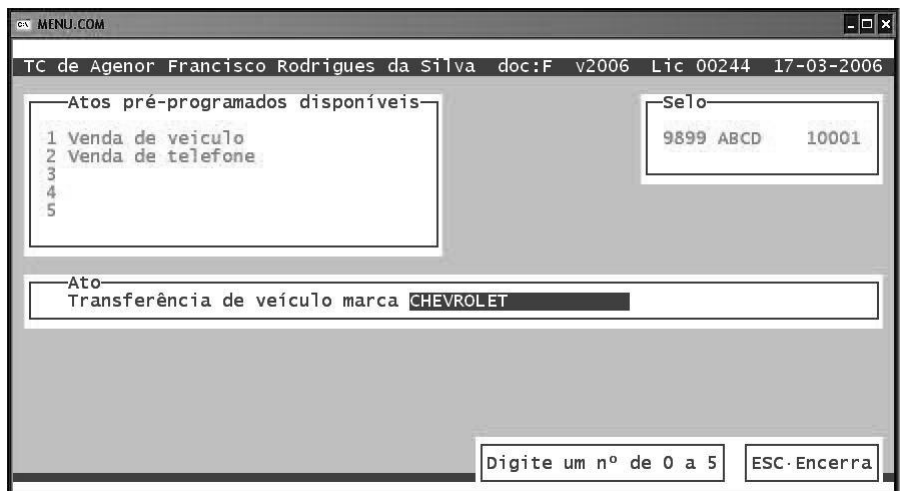 MENU.COM
TC de Agenor Francisco Rodrigues da Silva doc:F v2006 Lic 00244 17-03-2006
Atos pré-programados disponíveis
1 Venda de veiculo
2 Venda de telefone
3
4
5
Selo
9899 ABCD 10001
Ato
Transferência de veículo marca CHEVROLET
Digite um nº de 0 a 5
ESC·Encerra